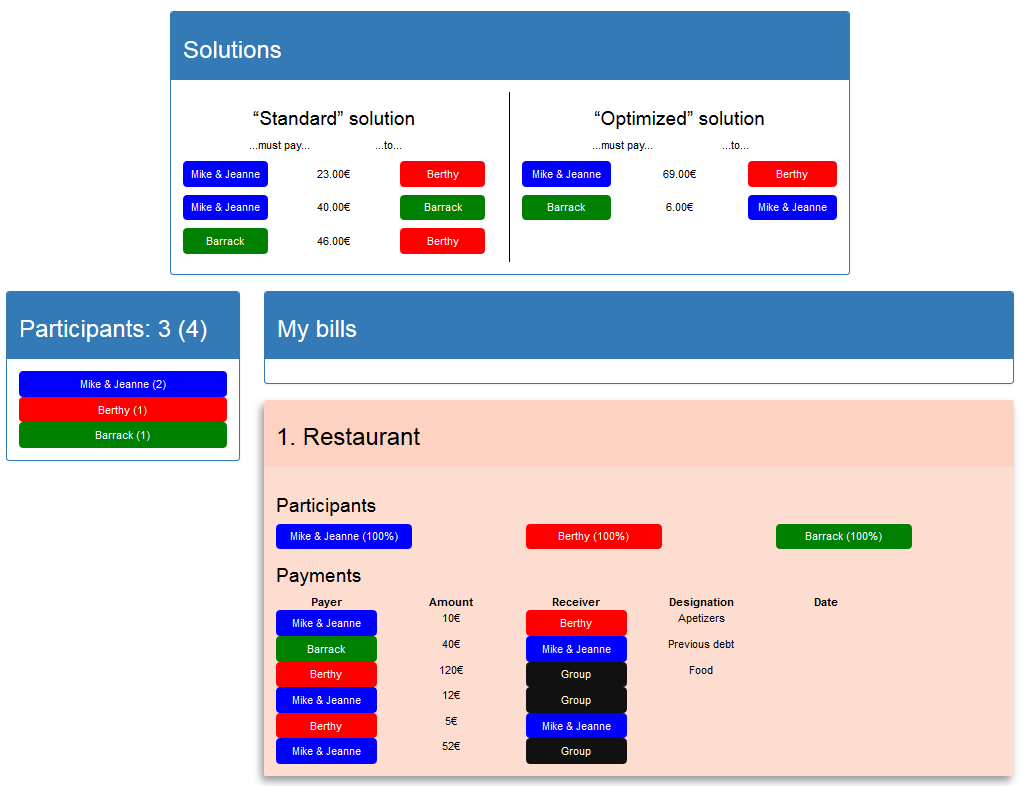 Solutions
“Standard” solution
...must pay... ...to...
Mike & Jeanne 23.00€ Berthy
Mike & Jeanne 40.00€ Barrack
Barrack 46.00€ Berthy
“Optimized” solution
...must pay... ...to...
Mike & Jeanne 69.00€ Berthy
Barrack 6.00€ Mike & Jeanne
Participants: 3 (4)
Mike & Jeanne (2)
Berthy (1)
Barrack (1)
My bills
1. Restaurant
Participants
Mike & Jeanne (100%) Berthy (100%) Barrack (100%)
Payments
Payer Amount Receiver Designation Date
Mike & Jeanne 10€ Berthy Apetizers
Barrack 40€ Mike & Jeanne Previous debt
Berthy 120€ Group Food
Mike & Jeanne 12€ Group
Berthy 5€ Mike & Jeanne
Mike & Jeanne 52€ Group